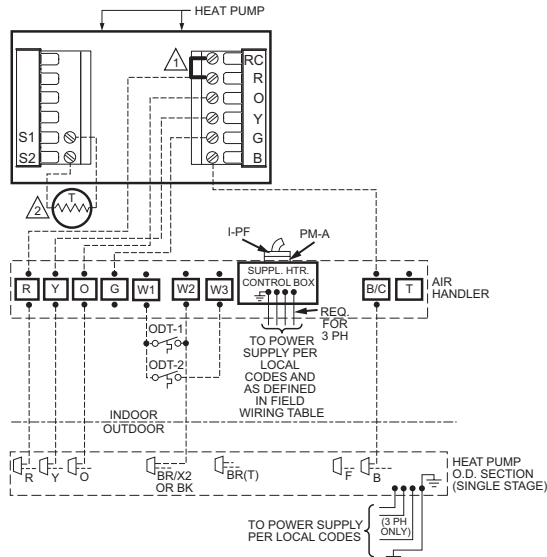 HEAT PUMP
1
RC
R
O
Y
G
B
S1
S2
T
2
I-PF
PM-A
R
Y
O
G
W1
W2
W3
SUPPL. HTR.
CONTROL BOX
B/C
T
AIR
HANDLER
REQ.
FOR
3 PH
ODT-1
ODT-2
TO POWER
SUPPLY PER
LOCAL
CODES AND
AS DEFINED
IN FIELD
WIRING TABLE
INDOOR
OUTDOOR
R
Y
O
BR/X2
OR BK
BR(T)
F
B
HEAT PUMP
O.D. SECTION
(SINGLE STAGE)
TO POWER SUPPLY
PER LOCAL CODES
(3 PH
ONLY)